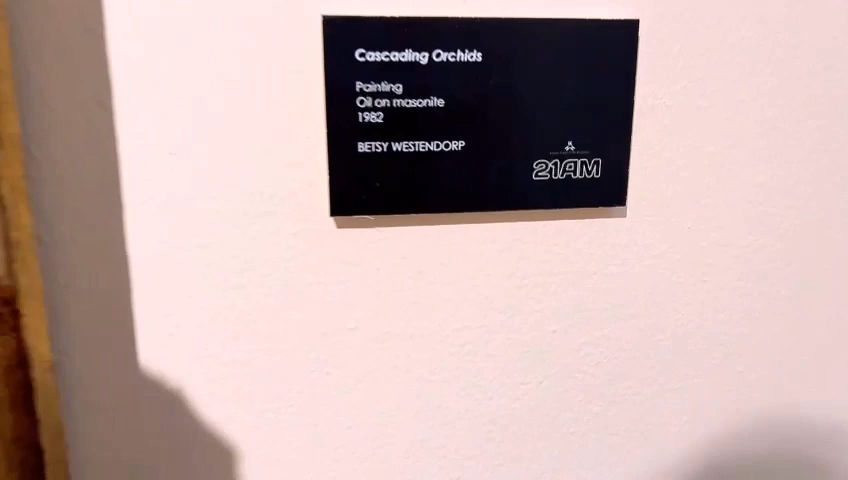 Cascading Orchids
Painting
Oil on masonite
1982
BETSY WESTENDORP
21AM